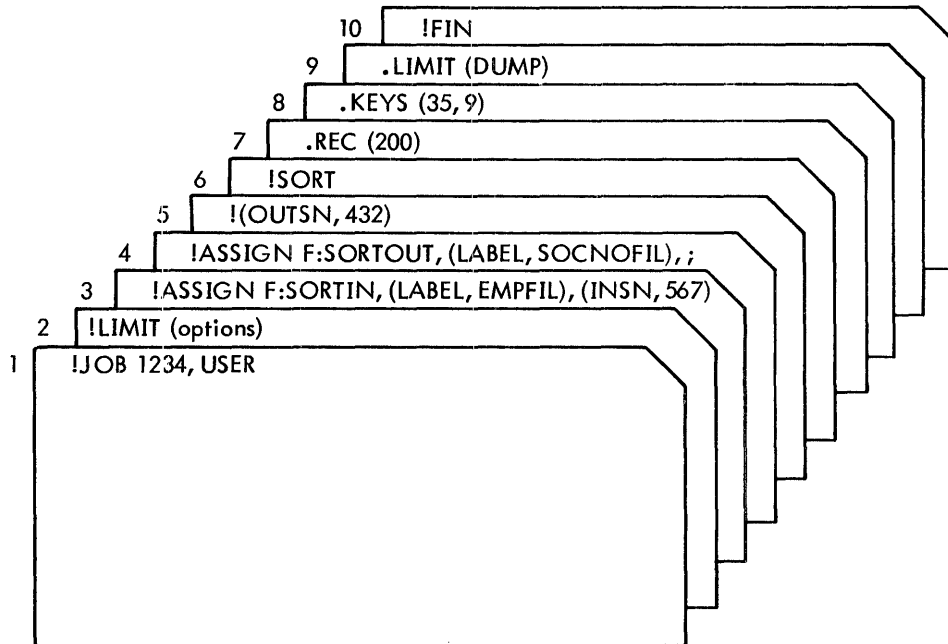 10 !FIN
9 .LIMIT (DUMP)
8 .KEYS (35,9)
7 .REC (200)
6 !SORT
5 !(OUTSN, 432)
4 !ASSIGN F:SORTOUT, (LABEL, SOCNOFIL), ;
3 !ASSIGN F:SORTIN, (LABEL, EMPFIL), (INSN, 567)
2 !LIMIT (options)
1 !JOB 1234, USER